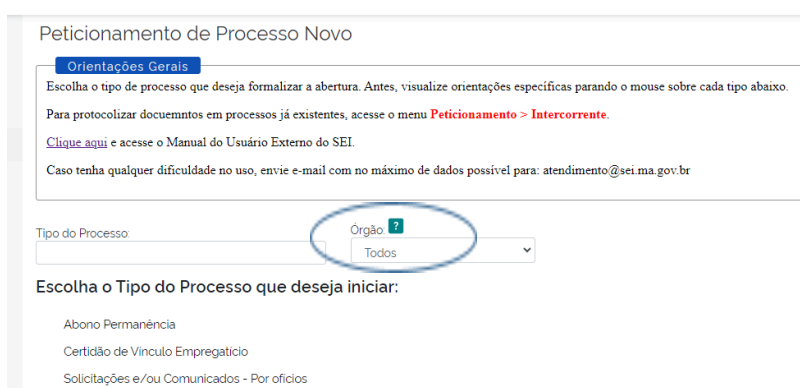 Peticionamento de Processo Novo
Orientações Gerais
Escolha o tipo de processo que deseja formalizar a abertura. Antes, visualize orientações específicas parando o mouse sobre cada tipo abaixo.
Para protocolizar docuemntos em processos já existentes, acesse o menu Peticionamento > Intercorrente.
Clique aqui e acesse o Manual do Usuário Externo do SEI.
Caso tenha qualquer dificuldade no uso, envie e-mail com no máximo de dados possível para: atendimento@sei.ma.gov.br
Tipo do Processo: Órgão: ?
Todos
Escolha o Tipo do Processo que deseja iniciar:
Abono Permanência
Certidão de Vínculo Empregatício
Solicitações e/ou Comunicados - Por ofícios